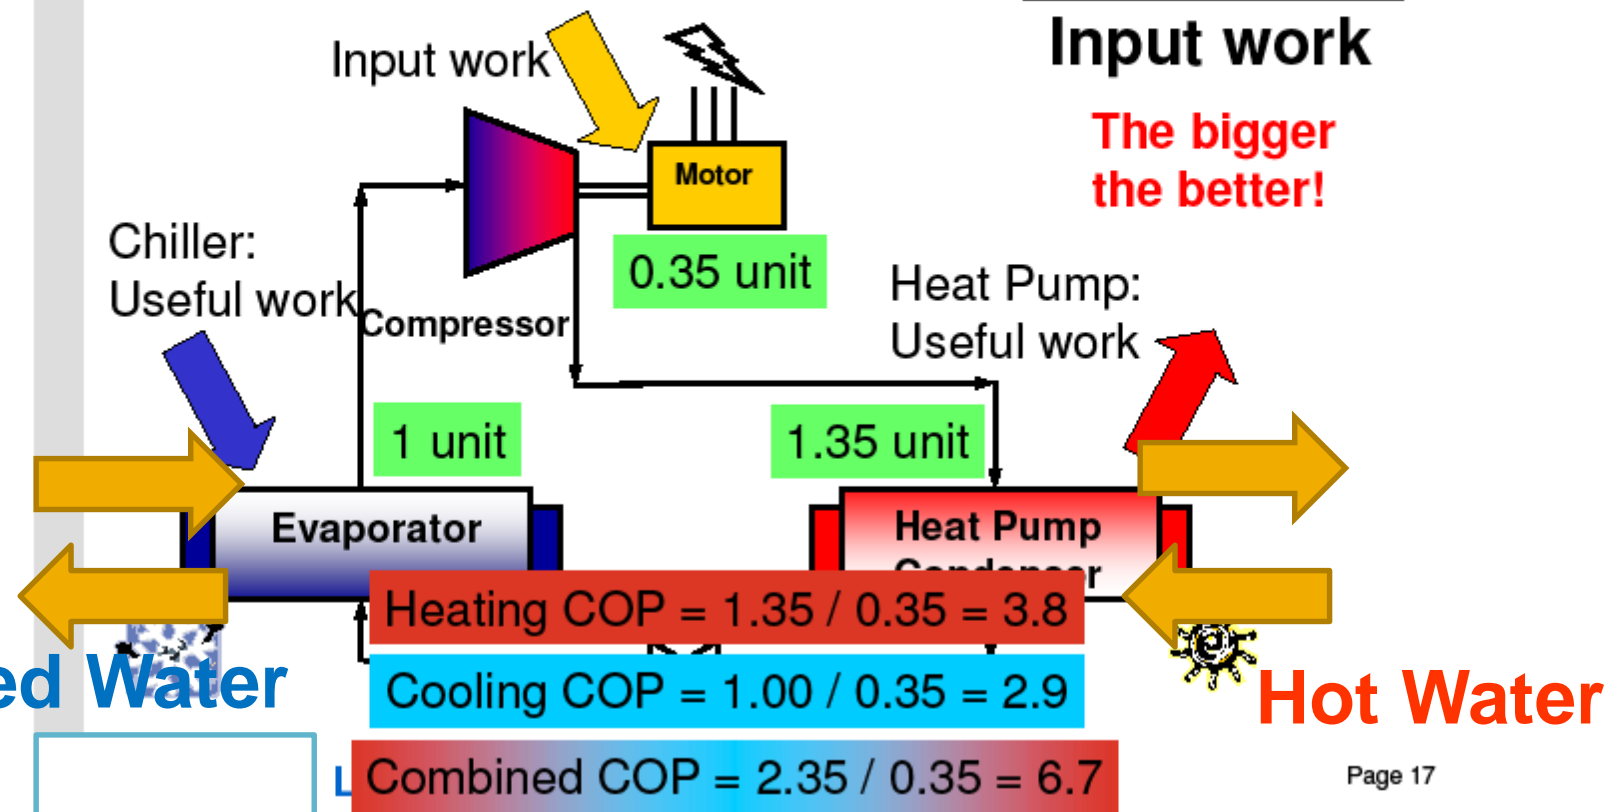 Input work
Input work
The bigger
the better!
Motor
Chiller:
Useful work
0.35 unit
Heat Pump:
Useful work
Compressor
1 unit
1.35 unit
Evaporator
Heat Pump
Condenser
Heating COP = 1.35 / 0.35 = 3.8
Cooling COP = 1.00 / 0.35 = 2.9
ed Water
Hot Water
L
Combined COP = 2.35 / 0.35 = 6.7
Page 17